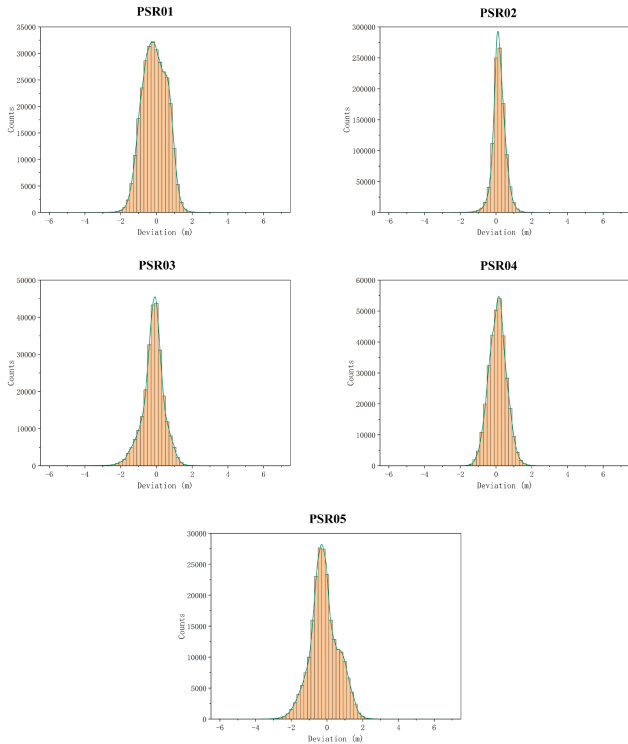 PSR01
35000
30000
25000
20000
15000
10000
5000
0
Counts
-6 -4 -2 0 2 4 6
Deviation (m)
PSR02
300000
250000
200000
150000
100000
50000
0
Counts
-6 -4 -2 0 2 4 6
Deviation (m)
PSR03
50000
40000
30000
20000
10000
0
Counts
-6 -4 -2 0 2 4 6
Deviation (m)
PSR04
60000
50000
40000
30000
20000
10000
0
Counts
-6 -4 -2 0 2 4 6
Deviation (m)
PSR05
30000
25000
20000
15000
10000
5000
0
Counts
-6 -4 -2 0 2 4 6
Deviation (m)